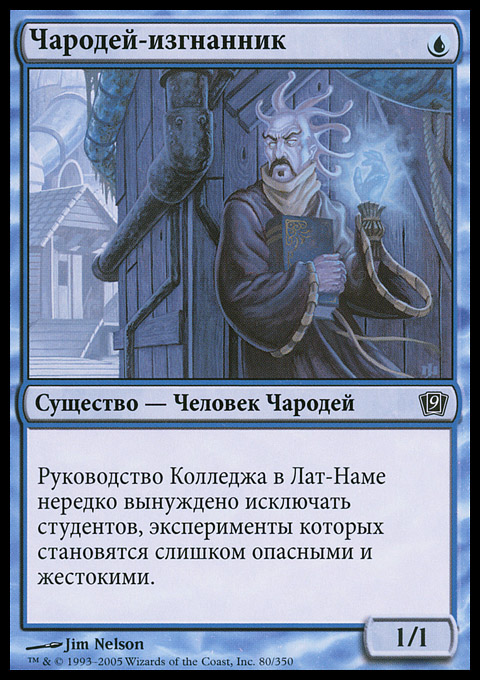 Чародей-изгнанник
Существо — Человек Чародей
9
Руководство Колледжа в Лат-Наме
нередко вынуждено исключать
студентов, эксперименты которых
становятся слишком опасными и
жестокими.
1/1
Jim Nelson
™ & © 1993–2005 Wizards of the Coast, Inc. 80/350